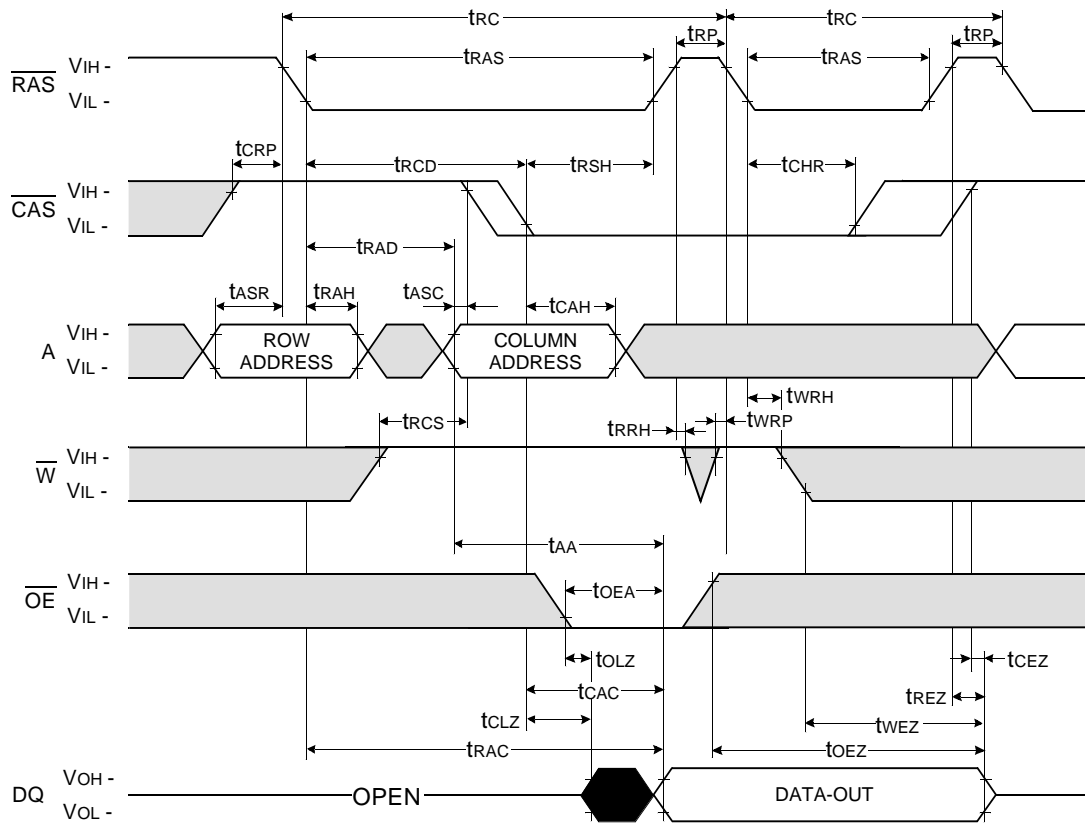 tRC tRC
tRP tRP
tRAS tRAS
RAS VIH -
VIL -
tCRP tRCD tRSH tCHR
CAS VIH -
VIL -
tRAD
tASR tRAH tASC tCAH
A VIH -
VIL -
ROW ADDRESS
COLUMN ADDRESS
tWRH
tRCS tRRH tWRP
W VIH -
VIL -
tAA
OE VIH -
VIL -
tOEA
tOLZ tCEZ
tCAC tREZ
tCLZ tWEZ
tRAC tOEZ
DQ VOH -
VOL -
OPEN DATA-OUT